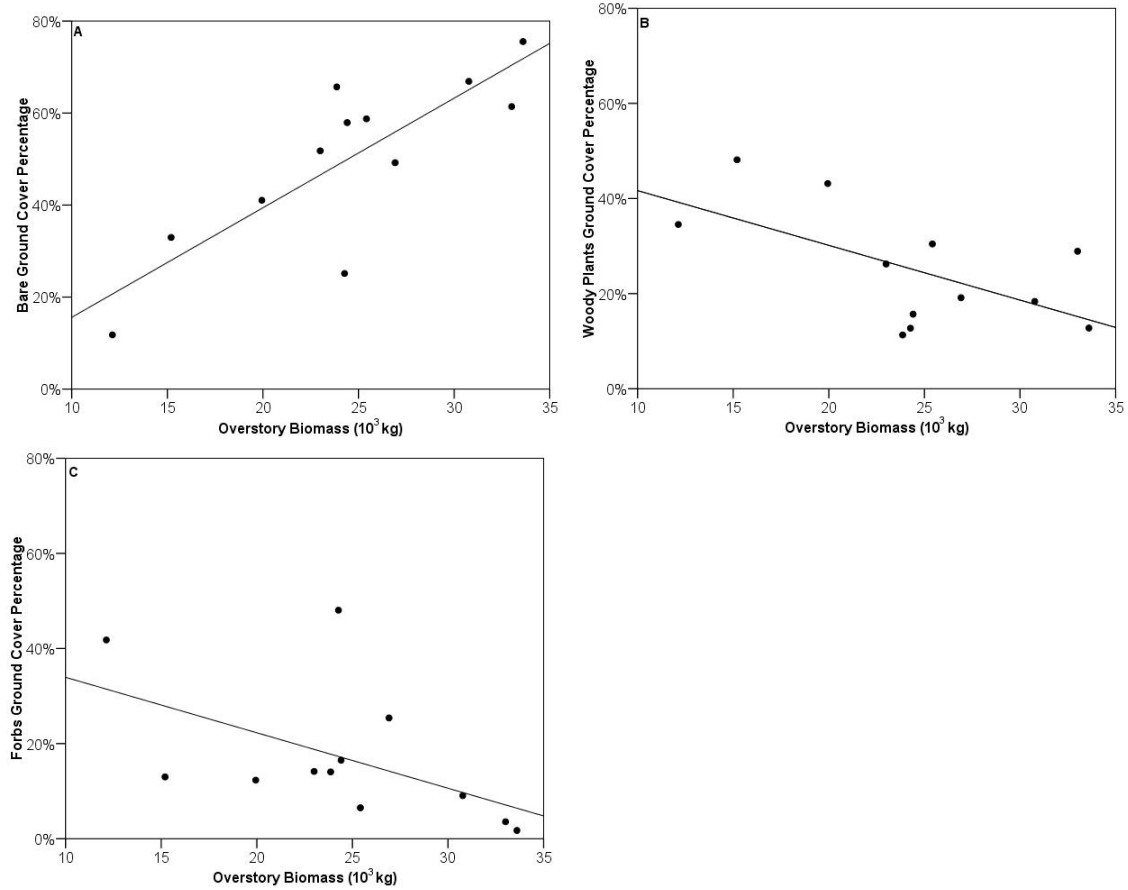 A
80%
60%
40%
20%
0%
Bare Ground Cover Percentage
10 15 20 25 30 35
Overstory Biomass (10³ kg)
B
80%
60%
40%
20%
0%
Woody Plants Ground Cover Percentage
10 15 20 25 30 35
Overstory Biomass (10³ kg)
C
80%
60%
40%
20%
0%
Forbs Ground Cover Percentage
10 15 20 25 30 35
Overstory Biomass (10³ kg)